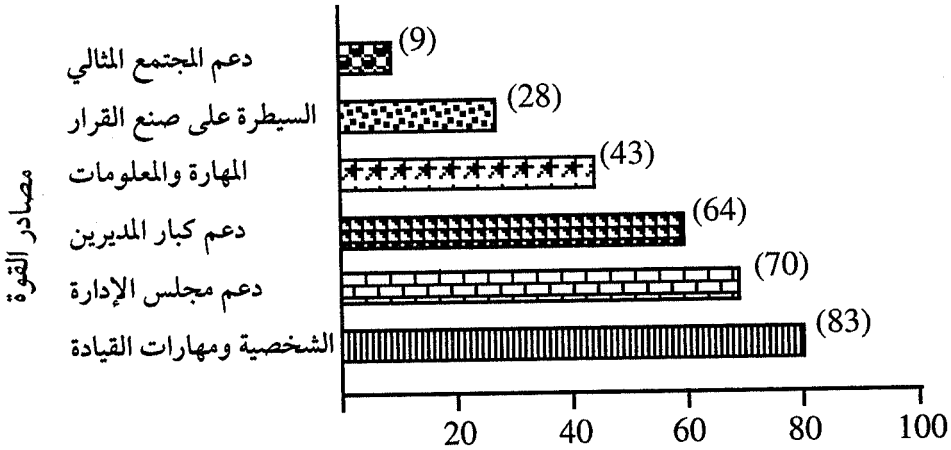 مصادر القوة
دعم المجتمع المثالي (9)
السيطرة على صنع القرار (28)
المهارة والمعلومات (43)
دعم كبار المديرين (64)
دعم مجلس الإدارة (70)
الشخصية ومهارات القيادة (83)
20 40 60 80 100